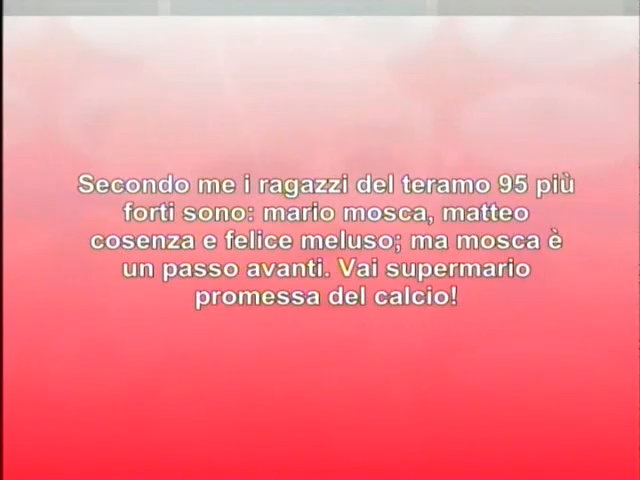 Secondo me i ragazzi del teramo 95 più
forti sono: mario mosca, matteo
cosenza e felice meluso; ma mosca è
un passo avanti. Vai supermario
promessa del calcio!